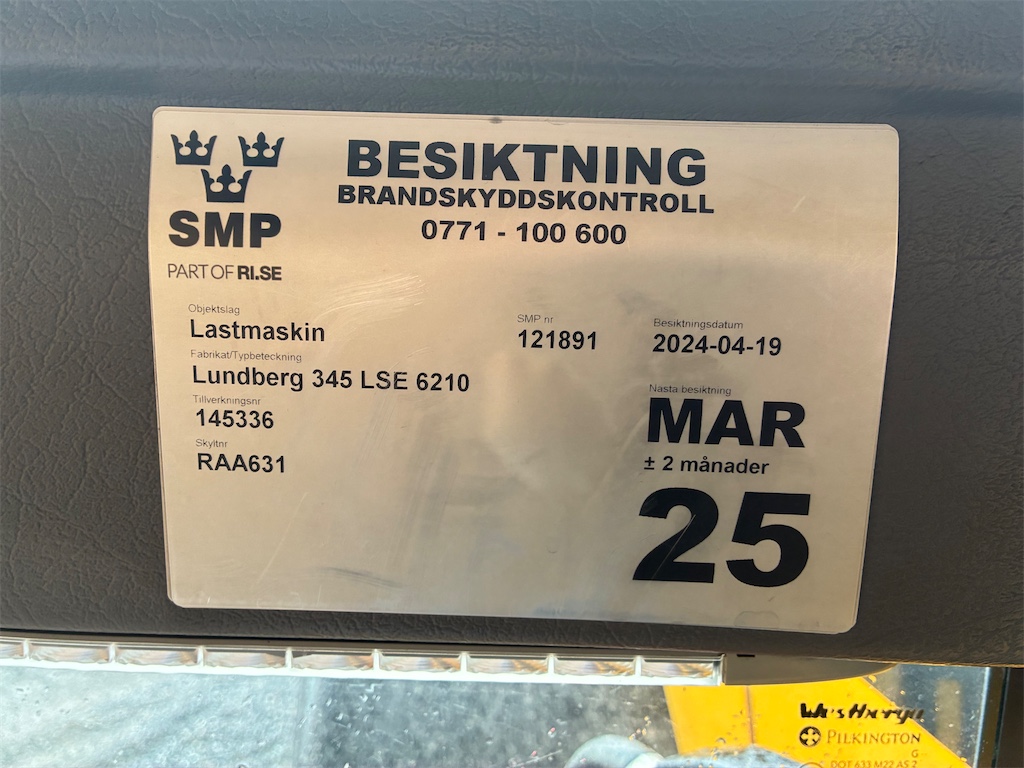 BESIKTNING
BRANDSKYDDSKONTROLL
0771 - 100 600
SMP
PART OF RI.SE
Objektslag
Lastmaskin
SMP nr
121891
Besiktningsdatum
2024-04-19
Fabrikat/Typbeteckning
Lundberg 345 LSE 6210
Tillverkningsnr
145336
Skyltnr
RAA631
Nästa besiktning
MAR
± 2 månader
25
PILKINGTON
G